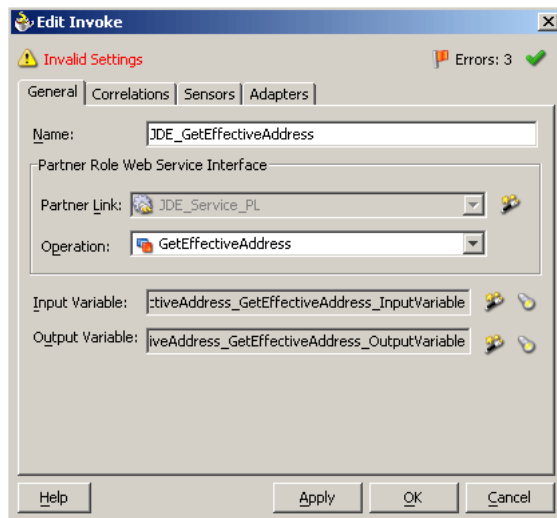 Edit Invoke
Invalid Settings Errors: 3
General Correlations Sensors Adapters
Name: JDE_GetEffectiveAddress
Partner Role Web Service Interface
Partner Link: JDE_Service_PL
Operation: GetEffectiveAddress
Input Variable: :tiveAddress_GetEffectiveAddress_InputVariable
Output Variable: iveAddress_GetEffectiveAddress_OutputVariable
Help Apply OK Cancel